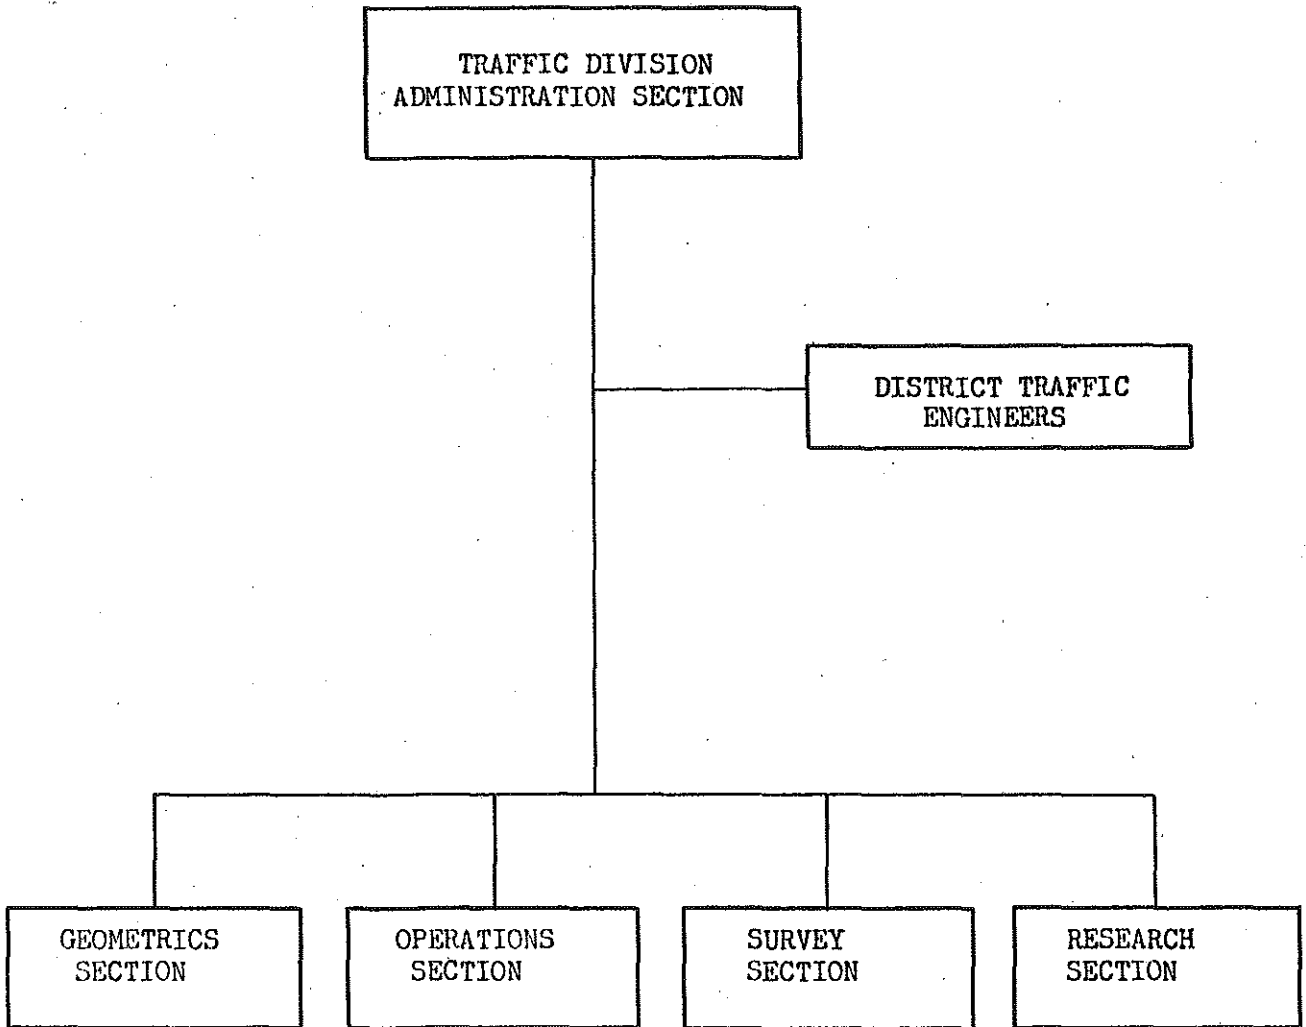 TRAFFIC DIVISION
ADMINISTRATION SECTION
DISTRICT TRAFFIC
ENGINEERS
GEOMETRICS
SECTION
OPERATIONS
SECTION
SURVEY
SECTION
RESEARCH
SECTION